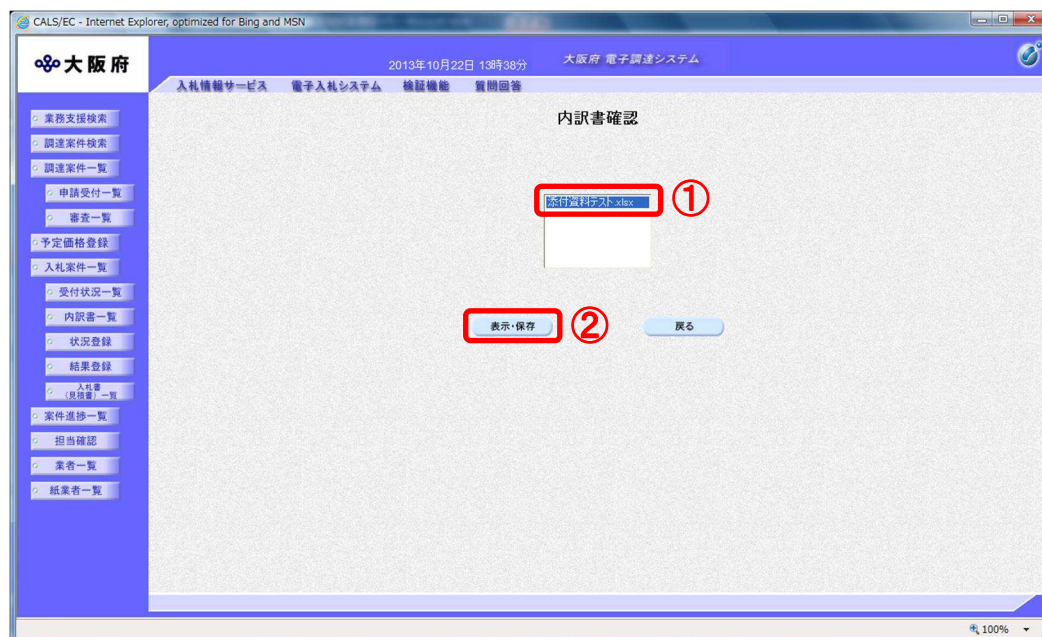 CALS/EC - Internet Explorer, optimized for Bing and MSN
大阪府
2013年10月22日 13時38分
大阪府 電子調達システム
入札情報サービス 電子入札システム 検証機能 質問回答
業務支援検索
調達案件検索
調達案件一覧
申請受付一覧
審査一覧
予定価格登録
入札案件一覧
受付状況一覧
内訳書一覧
状況登録
結果登録
入札書
(見積書)一覧
案件進捗一覧
担当確認
業者一覧
紙業者一覧
内訳書確認
添付資料テスト.xlsx
①
表示・保存
②
戻る
100%